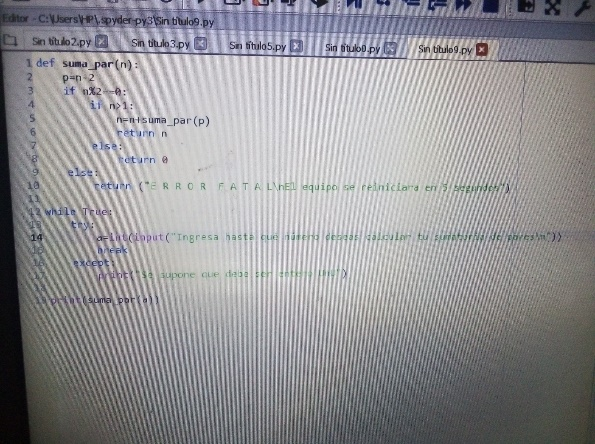 Editor - C:\Users\HP\.spyder-py3\Sin título9.py
Sin título2.py Sin título3.py Sin título5.py Sin título8.py Sin título9.py
1 def suma_par(n):
2 p=n-2
3 if n%2==0:
4 if n>1:
5 n=n+suma_par(p)
6 return n
7 else:
8 return 0
9 else:
10 return ("E R R O R F A T A L\nEl equipo se reiniciara en 5 segundos")
11
12 while True:
13 try:
14 a=int(input("Ingresa hasta que número deseas calcular tu sumatoria de pares\n"))
15 break
16 except:
17 print("Se supone que debe ser entero
18
19 print(suma_par(a))